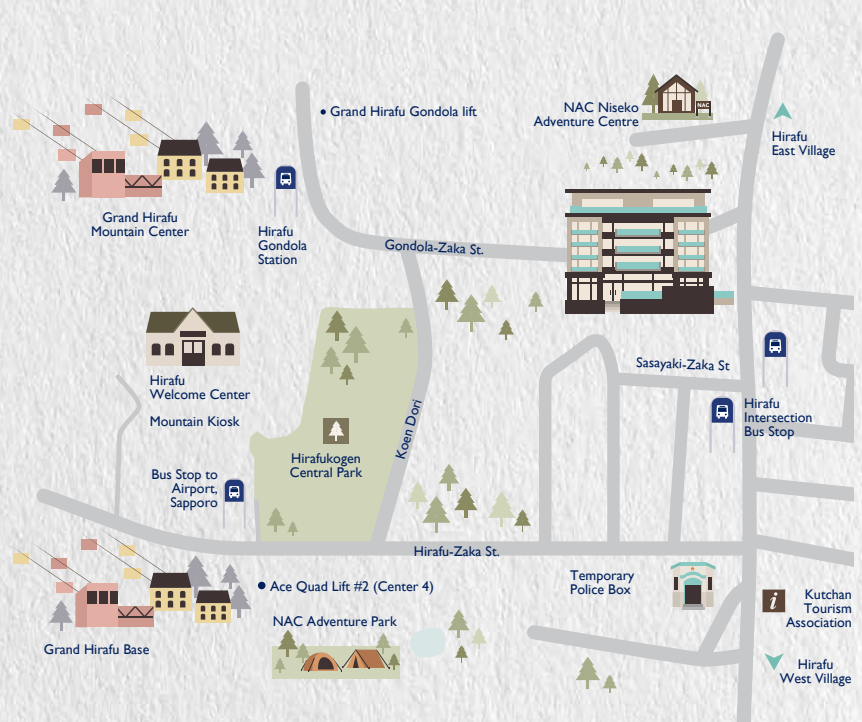 Grand Hirafu Gondola lift
NAC Niseko
Adventure Centre
NAC
Hirafu
East Village
Grand Hirafu
Mountain Center
Hirafu
Gondola
Station
Gondola-Zaka St.
Hirafu
Welcome Center
Mountain Kiosk
Sasayaki-Zaka St
Hirafu
Intersection
Bus Stop
Koen Dori
Hirafukogen
Central Park
Bus Stop to
Airport,
Sapporo
Hirafu-Zaka St.
Ace Quad Lift #2 (Center 4)
Temporary
Police Box
i
Kutchan
Tourism
Association
NAC Adventure Park
Grand Hirafu Base
Hirafu
West Village